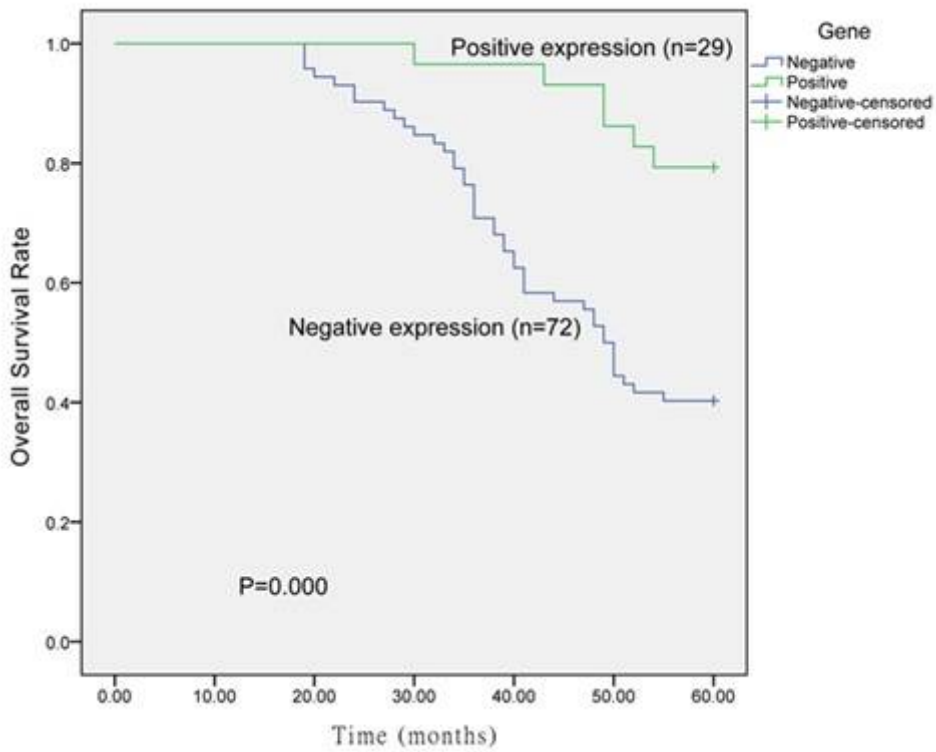 Gene
Negative
Positive
Negative-censored
Positive-censored
Positive expression (n=29)
Negative expression (n=72)
P=0.000
Overall Survival Rate
1.0
0.8
0.6
0.4
0.2
0.0
0.00 10.00 20.00 30.00 40.00 50.00 60.00
Time (months)